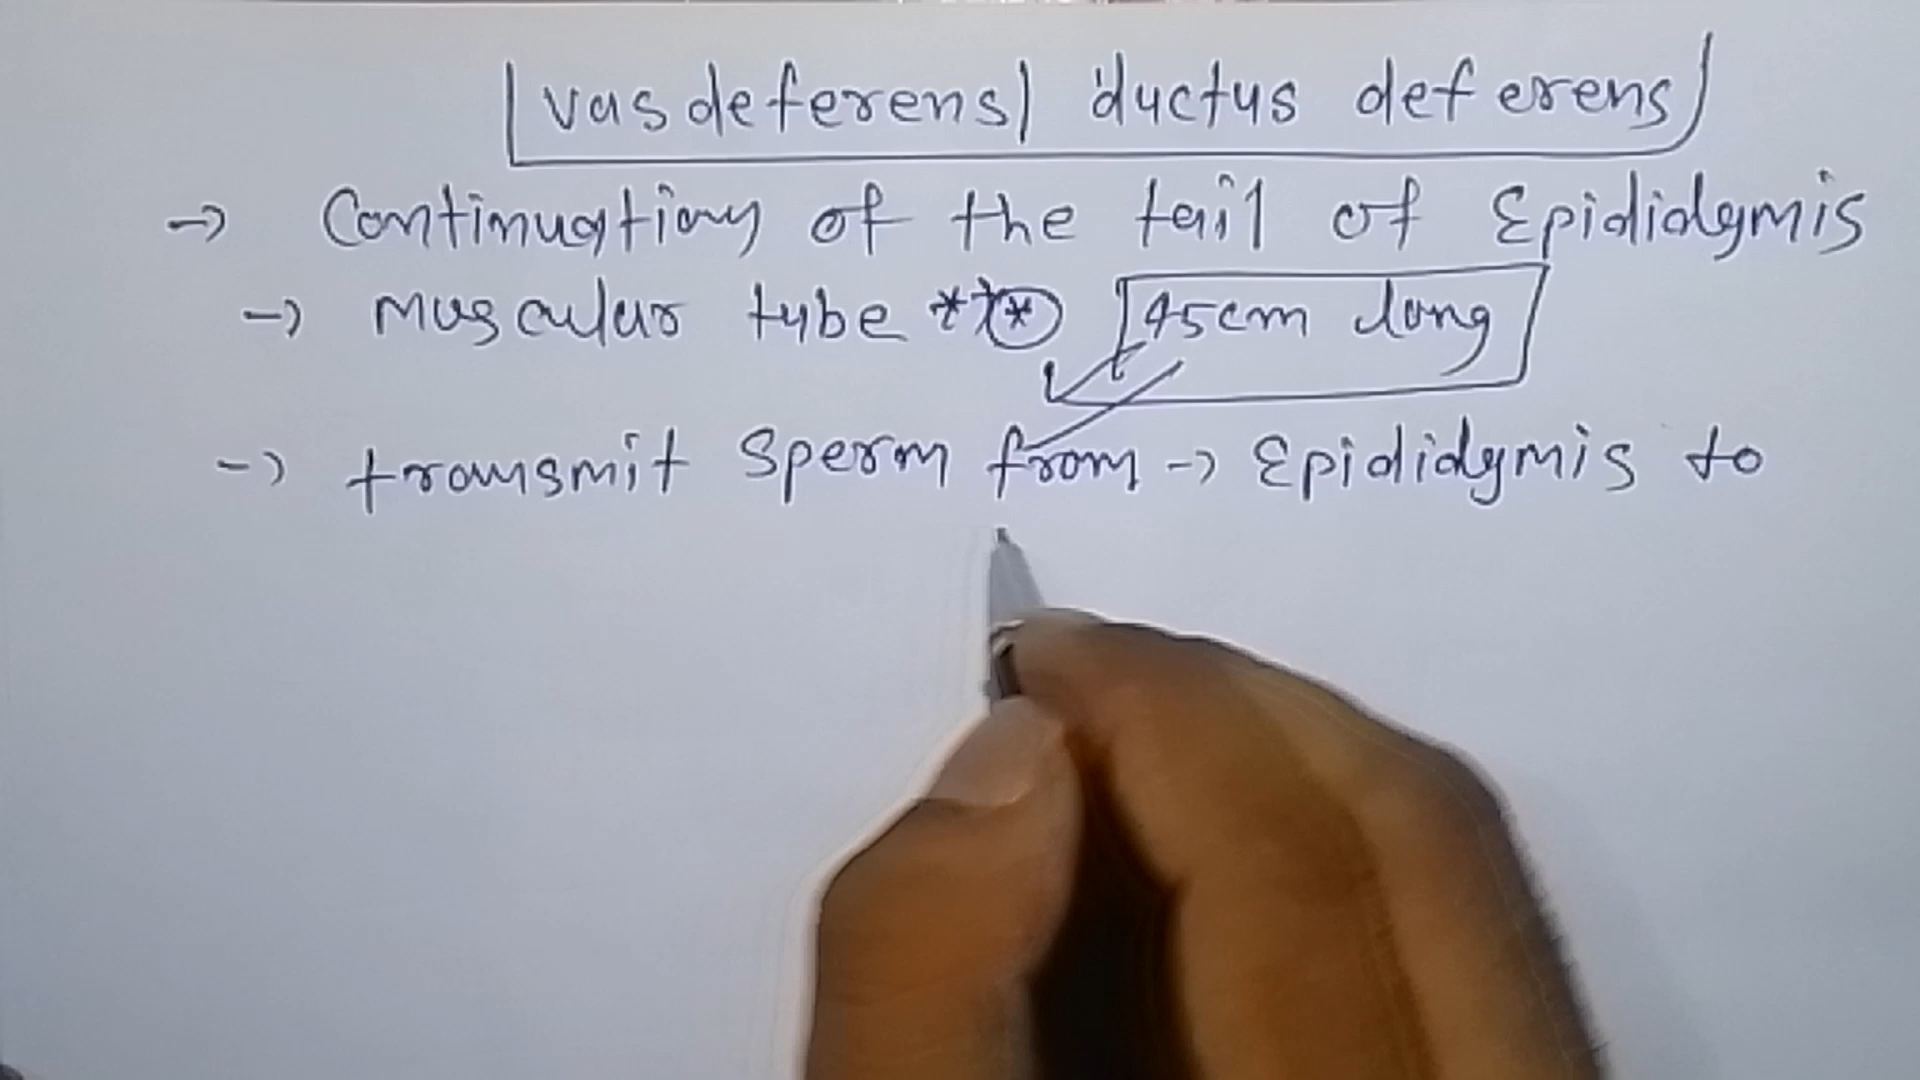 vas deferens / ductus deferens
→ Continuation of the tail of Epididymis
→ Muscular tube *** 45cm long
→ transmit sperm from → Epididymis to